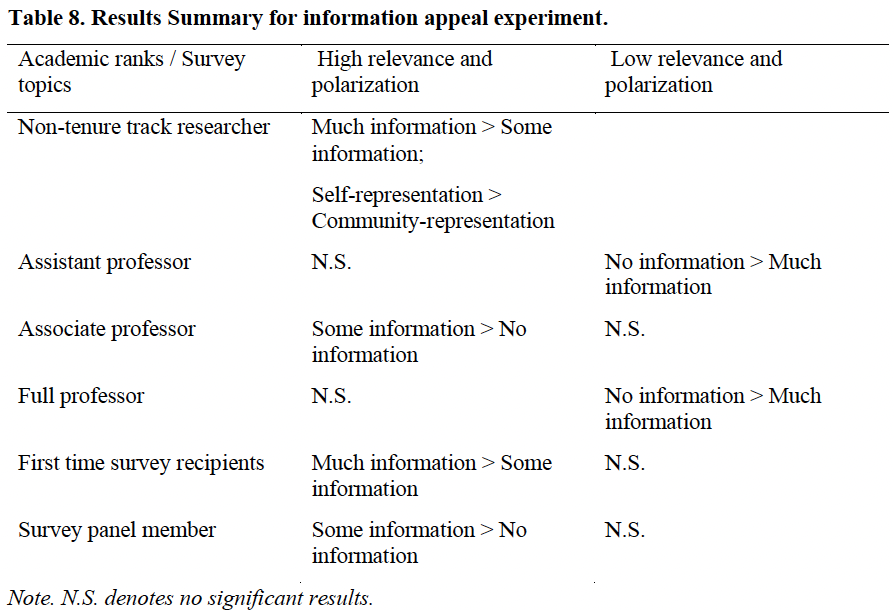 Table 8. Results Summary for information appeal experiment.
Academic ranks / Survey topics High relevance and polarization Low relevance and polarization
Non-tenure track researcher Much information > Some information;
Self-representation > Community-representation
Assistant professor N.S. No information > Much information
Associate professor Some information > No information N.S.
Full professor N.S. No information > Much information
First time survey recipients Much information > Some information N.S.
Survey panel member Some information > No information N.S.
Note. N.S. denotes no significant results.